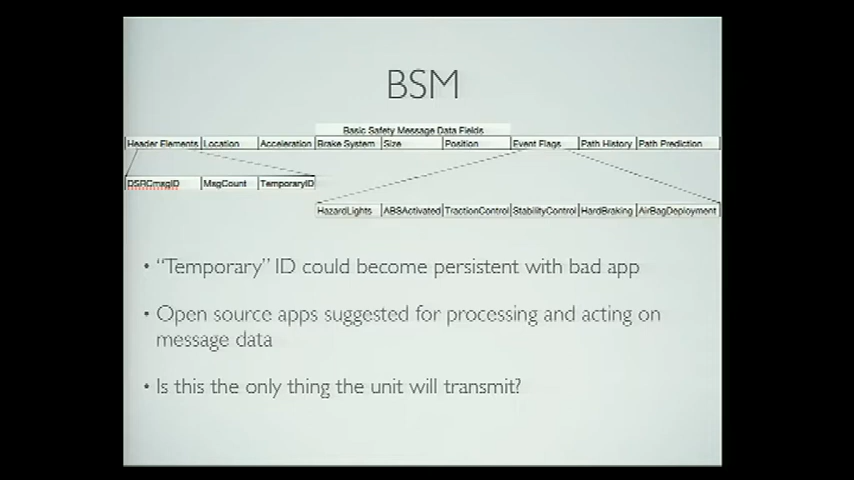 BSM
Basic Safety Message Data Fields
Header Elements Location Acceleration Brake System Size Position Event Flags Path History Path Prediction
DSRCmsgID MsgCount TemporaryID
HazardLights ABSActivated TractionControl StabilityControl HardBraking AirBagDeployment
• “Temporary” ID could become persistent with bad app
• Open source apps suggested for processing and acting on
message data
• Is this the only thing the unit will transmit?